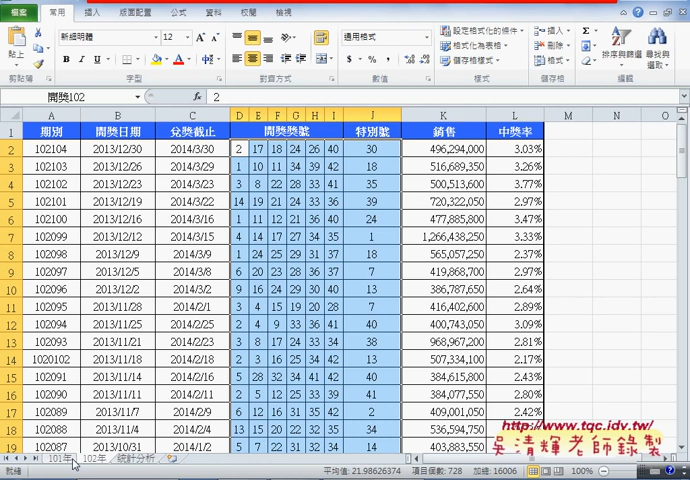 檔案 常用 插入 版面配置 公式 資料 校閱 檢視
貼上 新細明體 12 通用格式 設定格式化的條件 插入 Σ
B I U $ % , 格式化為表格 刪除 排序與篩選 尋找與選取
儲存格樣式 格式
剪貼簿 字型 對齊方式 數值 樣式 儲存格 編輯
開獎102 fx 2
A B C D E F G H I J K L M N O
1 期別 開獎日期 兌獎截止 開獎獎號 特別號 銷售 中獎率
2 102104 2013/12/30 2014/3/30 2 17 18 24 26 40 30 496,294,000 3.03%
3 102103 2013/12/26 2014/3/29 1 10 11 34 39 42 18 516,689,350 3.26%
4 102102 2013/12/23 2014/3/23 3 8 22 28 33 41 35 500,513,600 3.77%
5 102101 2013/12/19 2014/3/22 14 19 21 24 33 36 39 720,322,050 2.97%
6 102100 2013/12/16 2014/3/16 1 11 12 21 36 40 24 477,885,800 3.47%
7 102099 2013/12/12 2014/3/15 4 14 17 27 34 35 1 1,266,438,250 3.33%
8 102098 2013/12/9 2014/3/9 1 24 25 29 31 37 18 565,057,250 2.37%
9 102097 2013/12/5 2014/3/8 6 20 23 28 36 37 7 419,868,700 2.97%
10 102096 2013/12/2 2014/3/2 9 16 24 29 30 40 13 386,787,650 2.64%
11 102095 2013/11/28 2014/2/1 3 4 15 19 20 28 7 416,402,600 2.89%
12 102094 2013/11/25 2014/2/25 2 4 9 33 36 41 40 400,743,050 3.09%
13 102093 2013/11/21 2014/2/23 3 8 17 24 33 34 38 968,967,200 2.81%
14 1020102 2013/11/18 2014/2/18 2 3 16 25 34 42 13 507,334,100 2.17%
15 102091 2013/11/14 2014/2/16 5 28 32 34 41 42 40 384,615,800 2.43%
16 102090 2013/11/11 2014/2/11 2 5 12 25 33 39 41 384,077,550 2.80%
17 102089 2013/11/7 2014/2/9 6 12 16 31 35 42 2 409,001,050 2.42%
18 102088 2013/11/4 2014/2/4 13 15 20 22 32 35 34 536,594,750
19 102087 2013/10/31 2014/1/2 5 7 22 31 32 34 14 403,883,550
http://www.tqc.idv.tw/
吳清輝老師錄製
101年 102年 統計分析
就緒 平均值: 21.98626374 項目個數: 728 加總: 16006 100%